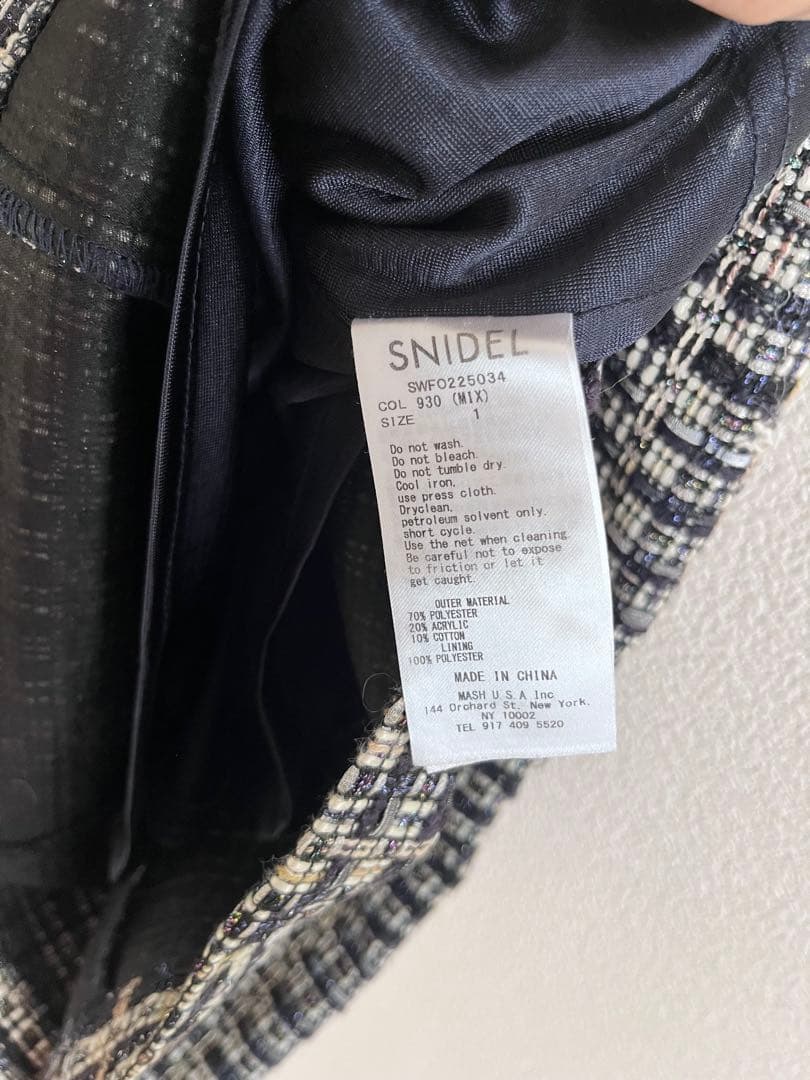 SNIDEL
SWFO225034
COL 930 (MIX)
SIZE 1
Do not wash.
Do not bleach.
Do not tumble dry.
Cool iron,
use press cloth.
Dryclean,
petroleum solvent only.
short cycle.
Use the net when cleaning.
Be careful not to expose
to friction or let it
get caught.
OUTER MATERIAL
70% POLYESTER
20% ACRYLIC
10% COTTON
LINING
100% POLYESTER
MADE IN CHINA
MASH U.S.A Inc
144 Orchard St. New York.
NY 10002
TEL 917 409 5520